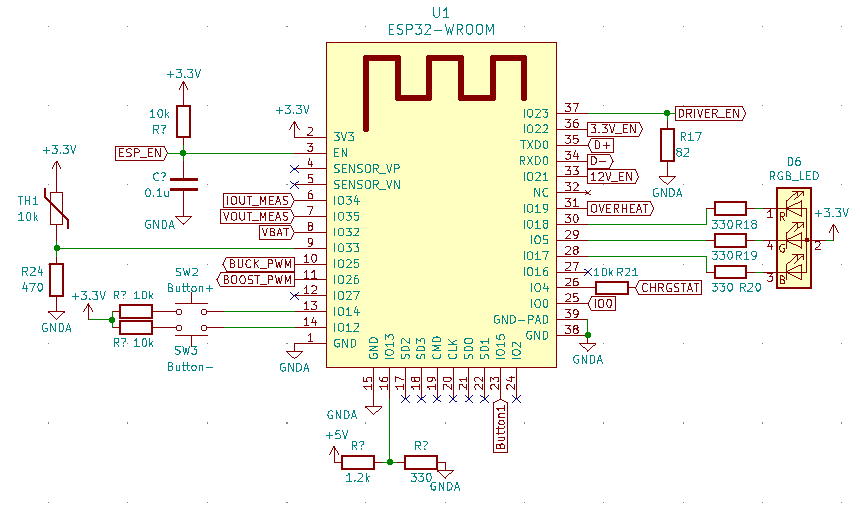 U1
ESP32-WROOM
+3.3V
10k
R?
ESP_EN
C?
0.1u
GNDA
+3.3V
2 3V3
3 EN
4 SENSOR_VP
5 SENSOR_VN
IOUT_MEAS 6 IO34
VOUT_MEAS 7 IO35
VBAT 8 IO32
9 IO33
BUCK_PWM 10 IO25
BOOST_PWM 11 IO26
12 IO27
13 IO14
14 IO12
1 GND
GNDA
+3.3V
TH1
10k
R24
470
GNDA
SW2
Button+
+3.3V
R? 10k
R? 10k
SW3
Button-
IO23 37 DRIVER_EN
IO22 36 3.3V_EN
TXD0 35 D+
RXD0 34 D-
IO21 33 12V_EN
NC 32
IO19 31 OVERHEAT
IO18 30
IO5 29
IO17 28
IO16 27
IO4 26 10k R21 CHRGSTAT
IO0 25 IO0
GND-PAD 39
GND 38
GNDA
R17
82
GNDA
D6
RGB_LED
330 R18 1 R
330 R19 4 G 2
330 R20 3 B
+3.3V
GND IO13 SD2 SD3 CMD CLK SD0 SD1 IO15 IO2
15 16 17 18 19 20 21 22 23 24
GNDA
Button1
+5V
R?
1.2k
R?
330
GNDA